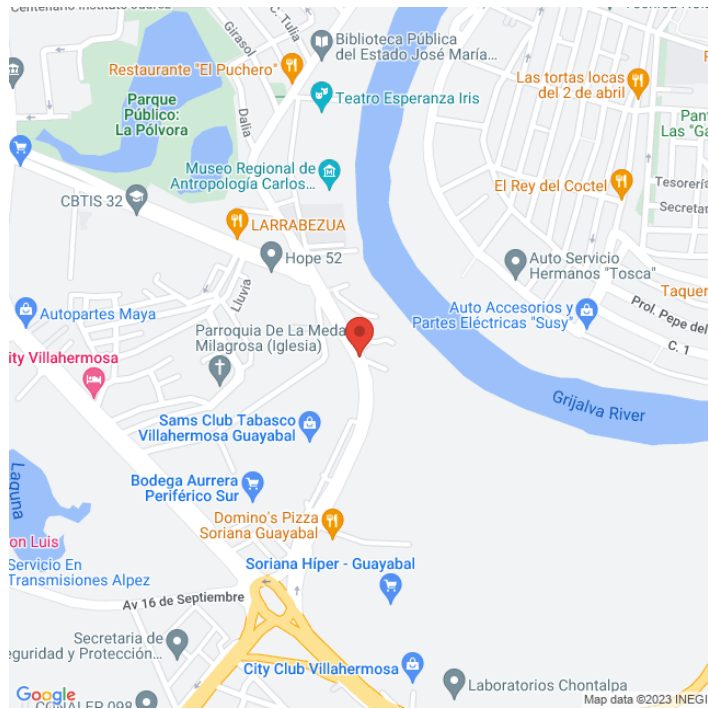 Centenario Instituto Juárez
Girasol
C. Tulia
Biblioteca Pública
del Estado José María...
Restaurante "El Puchero"
Las tortas locas
del 2 de abril
Parque
Público:
La Pólvora
Dalia
Teatro Esperanza Iris
Museo Regional de
Antropología Carlos...
CBTIS 32
El Rey del Coctel
LARRABEZUA
Hope 52
Auto Servicio
Hermanos "Tosca"
Lluvia
Autopartes Maya
Auto Accesorios y
Partes Eléctricas "Susy"
Prol. Pepe del
C. 1
Parroquia De La Meda
Milagrosa (Iglesia)
City Villahermosa
Grijalva River
Sams Club Tabasco
Villahermosa Guayabal
Laguna
Bodega Aurrera
Periférico Sur
Domino's Pizza
Soriana Guayabal
on Luis
Servicio En
Transmisiones Alpez
Soriana Híper - Guayabal
Av 16 de Septiembre
Secretaria de
eguridad y Protección...
City Club Villahermosa
Laboratorios Chontalpa
CONALEP 098
Google
Map data ©2023 INEGI